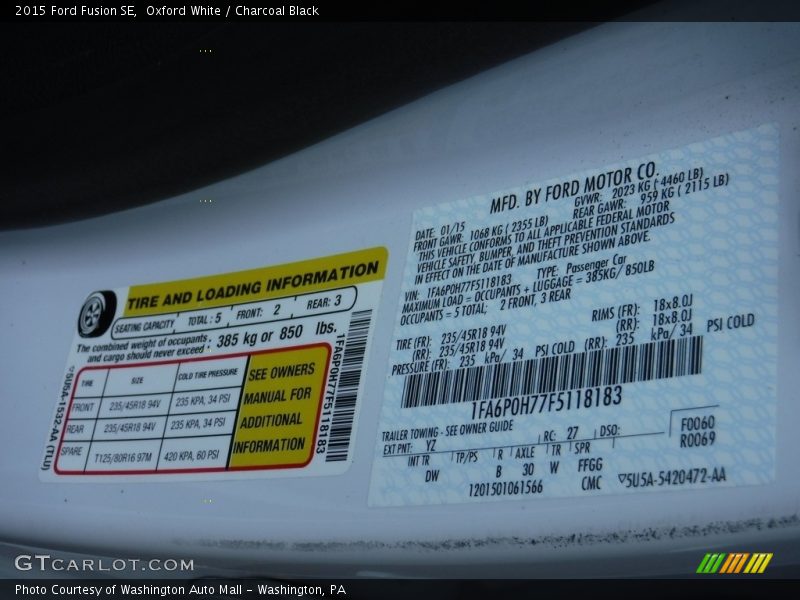 2015 Ford Fusion SE,  Oxford White / Charcoal Black
TIRE AND LOADING INFORMATION
SEATING CAPACITY TOTAL : 5 FRONT: 2 REAR: 3
The combined weight of occupants and cargo should never exceed : 385 kg or 850 lbs.
TIRE SIZE COLD TIRE PRESSURE
FRONT 235/45R18 94V 235 KPA, 34 PSI
REAR 235/45R18 94V 235 KPA, 34 PSI
SPARE T125/80R16 97M 420 KPA, 60 PSI
SEE OWNERS
MANUAL FOR
ADDITIONAL
INFORMATION
1FA6P0H77F5118183
5U5A-1532-AA (TLU)
MFD. BY FORD MOTOR CO.
DATE: 01/15 GVWR: 2023 KG ( 4460 LB)
FRONT GAWR: 1068 KG ( 2355 LB) REAR GAWR: 959 KG ( 2115 LB)
THIS VEHICLE CONFORMS TO ALL APPLICABLE FEDERAL MOTOR
VEHICLE SAFETY, BUMPER, AND THEFT PREVENTION STANDARDS
IN EFFECT ON THE DATE OF MANUFACTURE SHOWN ABOVE.
VIN: 1FA6P0H77F5118183 TYPE: Passenger Car
MAXIMUM LOAD = OCCUPANTS + LUGGAGE = 385KG/ 850LB
OCCUPANTS = 5 TOTAL; 2 FRONT, 3 REAR
TIRE (FR): 235/45R18 94V RIMS (FR): 18x8.0J
(RR): 235/45R18 94V (RR): 18x8.0J
PRESSURE (FR): 235 kPa/ 34 PSI COLD (RR): 235 kPa/ 34 PSI COLD
1FA6P0H77F5118183
TRAILER TOWING - SEE OWNER GUIDE
EXT PNT: YZ RC: 27 DSO: F0060
R0069
INT TR TP/PS R AXLE TR SPR
DW B 30 W FFGG
1201501061566 CMC 5U5A-5420472-AA
GTCARLOT.COM
Photo Courtesy of Washington Auto Mall - Washington, PA